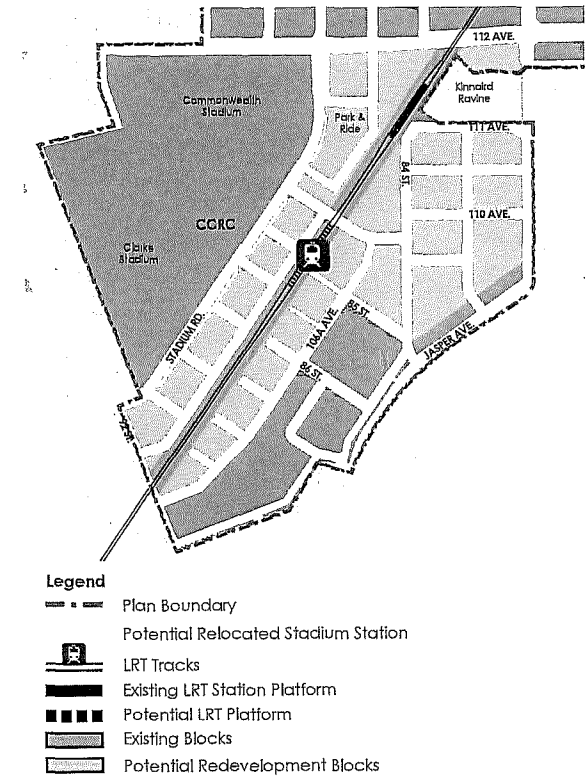 112 AVE.
Commonwealth
Stadium
Kinnaird
Ravine
Park &
Ride
111 AVE.
84 ST.
110 AVE.
CCRC
Clarke
Stadium
STADIUM RD.
106A AVE.
85 ST.
86 ST.
JASPER AVE.
Legend
Plan Boundary
Potential Relocated Stadium Station
LRT Tracks
Existing LRT Station Platform
Potential LRT Platform
Existing Blocks
Potential Redevelopment Blocks